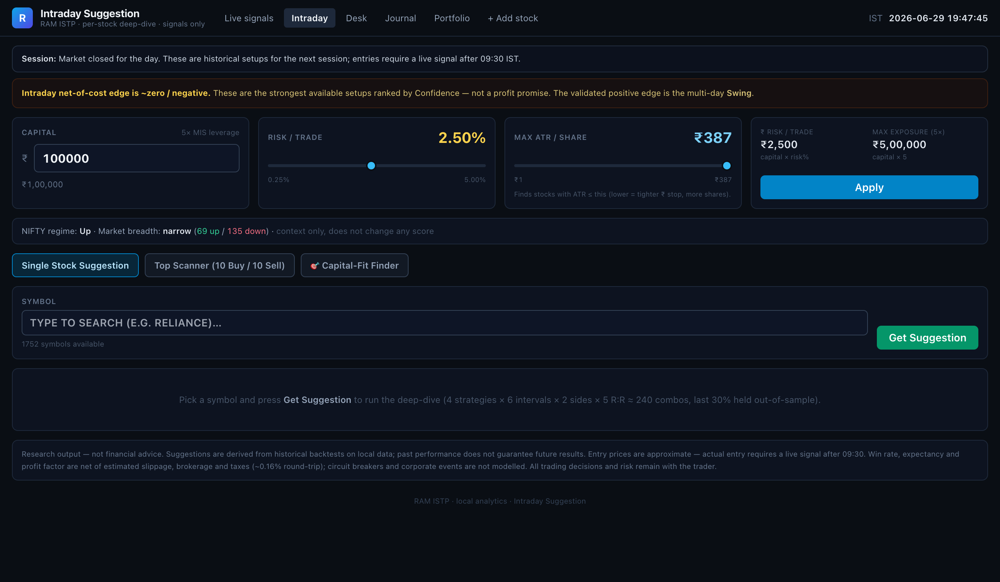 R
Intraday Suggestion
RAM ISTP · per-stock deep-dive · signals only
Live signals
Intraday
Desk
Journal
Portfolio
+ Add stock
IST 2026-06-29 19:47:45
Session: Market closed for the day. These are historical setups for the next session; entries require a live signal after 09:30 IST.
Intraday net-of-cost edge is ~zero / negative. These are the strongest available setups ranked by Confidence — not a profit promise. The validated positive edge is the multi-day Swing.
CAPITAL
5× MIS leverage
₹ 100000
₹1,00,000
RISK / TRADE
2.50%
0.25%
5.00%
MAX ATR / SHARE
₹387
₹1
₹387
Finds stocks with ATR ≤ this (lower = tighter ₹ stop, more shares).
₹ RISK / TRADE
₹2,500
capital × risk%
MAX EXPOSURE (5×)
₹5,00,000
capital × 5
Apply
NIFTY regime: Up · Market breadth: narrow (69 up / 135 down) · context only, does not change any score
Single Stock Suggestion
Top Scanner (10 Buy / 10 Sell)
🎯 Capital-Fit Finder
SYMBOL
TYPE TO SEARCH (E.G. RELIANCE)...
1752 symbols available
Get Suggestion
Pick a symbol and press Get Suggestion to run the deep-dive (4 strategies × 6 intervals × 2 sides × 5 R:R ≈ 240 combos, last 30% held out-of-sample).
Research output — not financial advice. Suggestions are derived from historical backtests on local data; past performance does not guarantee future results. Entry prices are approximate — actual entry requires a live signal after 09:30. Win rate, expectancy and
profit factor are net of estimated slippage, brokerage and taxes (~0.16% round-trip); circuit breakers and corporate events are not modelled. All trading decisions and risk remain with the trader.
RAM ISTP · local analytics · Intraday Suggestion